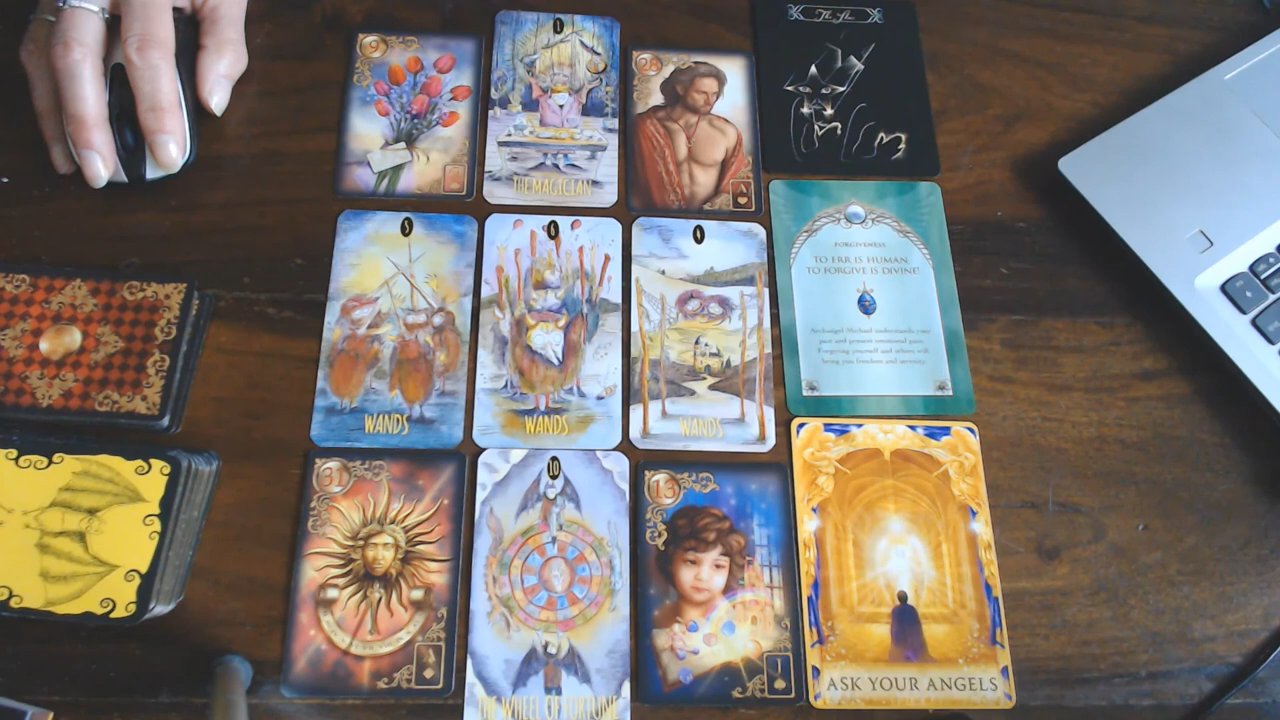 9
1
THE MAGICIAN
28
A
The
5
WANDS
6
WANDS
WANDS
FORGIVENESS
TO ERR IS HUMAN,
TO FORGIVE IS DIVINE!
Archangel Michael understands your
past and present emotional pain.
Forgiving yourself and others will
bring you freedom and serenity.
31
A
10
THE WHEEL OF FORTUNE
13
J
ASK YOUR ANGELS